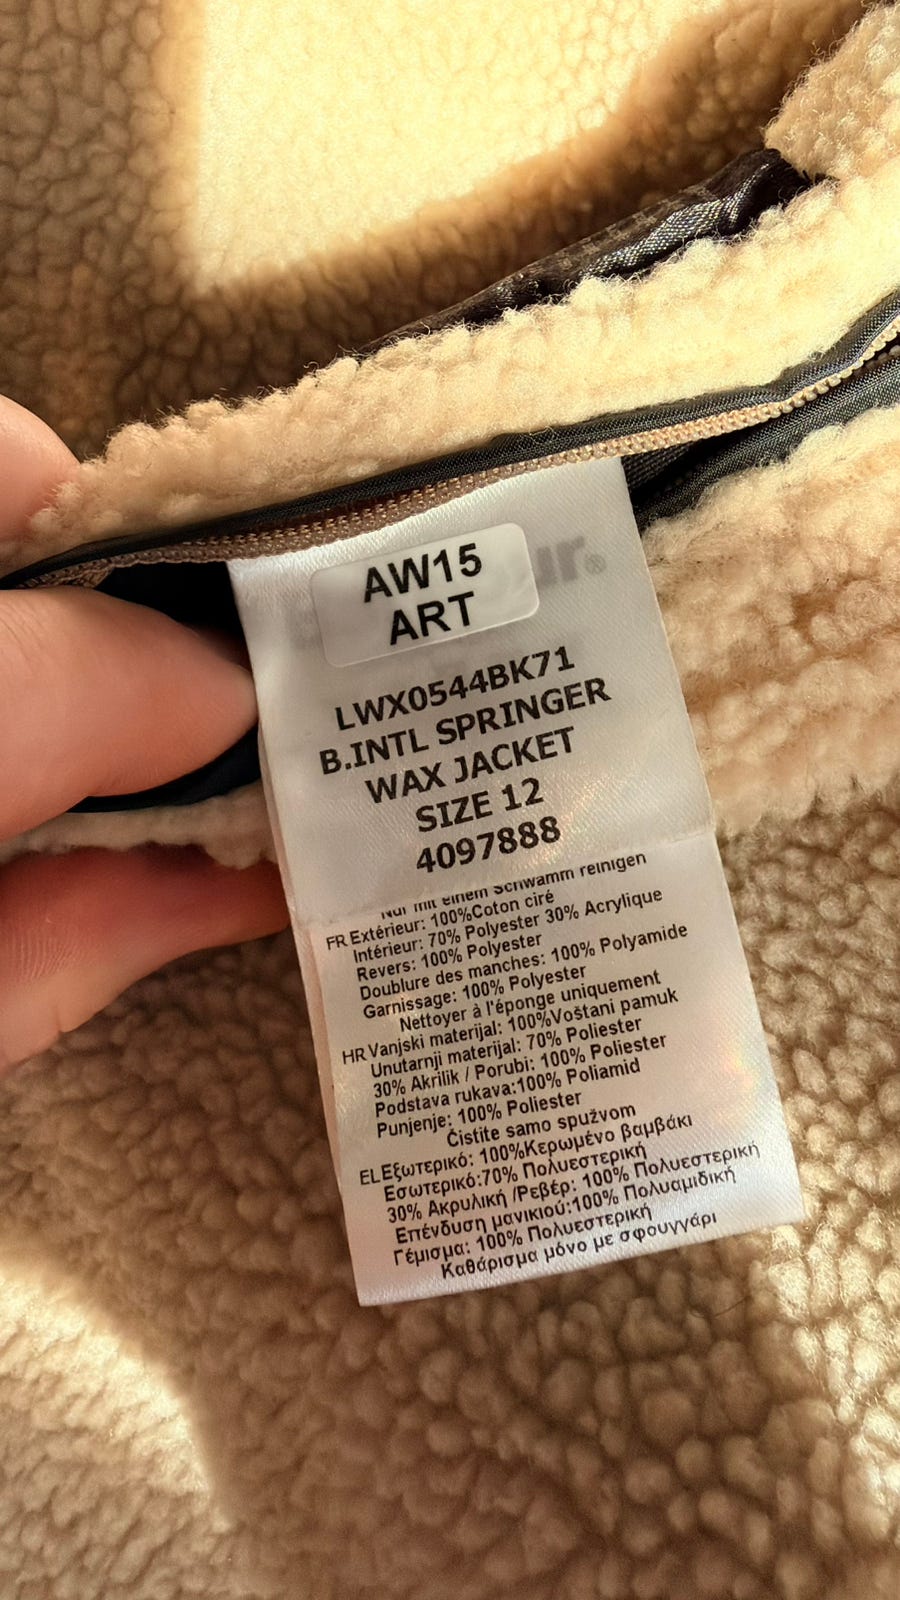 ur®
AW15
ART
LWX0544BK71
B.INTL SPRINGER
WAX JACKET
SIZE 12
4097888
Nur mit einem Schwamm reinigen
FR Extérieur: 100%Coton ciré
Intérieur: 70% Polyester 30% Acrylique
Revers: 100% Polyester
Doublure des manches: 100% Polyamide
Garnissage: 100% Polyester
Nettoyer à l'éponge uniquement
HR Vanjski materijal: 100%Voštani pamuk
Unutarnji materijal: 70% Poliester
30% Akrilik / Porubi: 100% Poliester
Podstava rukava:100% Poliamid
Punjenje: 100% Poliester
Čistite samo spužvom
EL Εξωτερικό: 100%Κερωμένο βαμβάκι
Εσωτερικό:70% Πολυεστερική
30% Ακρυλική /Ρεβέρ: 100% Πολυεστερική
Επένδυση μανικιού:100% Πολυαμιδική
Γέμισμα: 100% Πολυεστερική
Καθάρισμα μόνο με σφουγγάρι